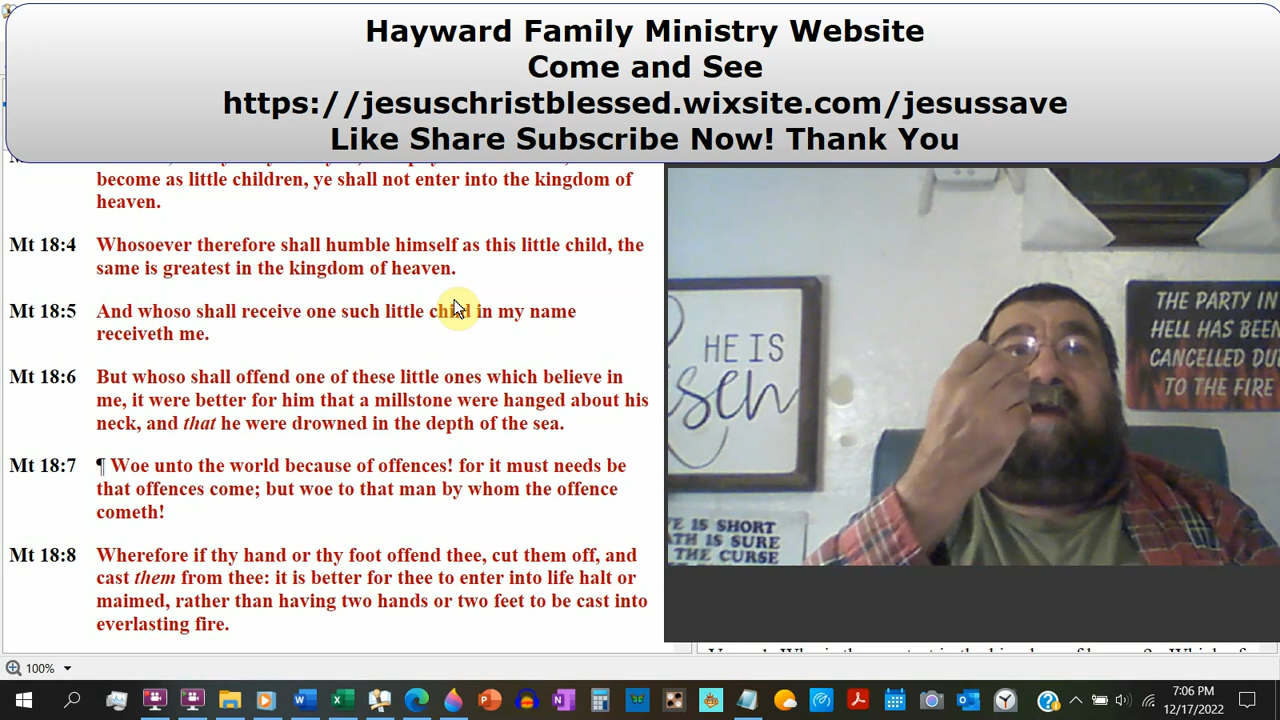 Hayward Family Ministry Website
Come and See
https://jesuschristblessed.wixsite.com/jesussave
Like Share Subscribe Now! Thank You
become as little children, ye shall not enter into the kingdom of
heaven.
Mt 18:4 Whosoever therefore shall humble himself as this little child, the
same is greatest in the kingdom of heaven.
Mt 18:5 And whoso shall receive one such little child in my name
receiveth me.
Mt 18:6 But whoso shall offend one of these little ones which believe in
me, it were better for him that a millstone were hanged about his
neck, and that he were drowned in the depth of the sea.
Mt 18:7 ¶ Woe unto the world because of offences! for it must needs be
that offences come; but woe to that man by whom the offence
cometh!
Mt 18:8 Wherefore if thy hand or thy foot offend thee, cut them off, and
cast them from thee: it is better for thee to enter into life halt or
maimed, rather than having two hands or two feet to be cast into
everlasting fire.
HE IS
risen
THE PARTY IN
HELL HAS BEEN
CANCELLED DU
TO THE FIRE
E IS SHORT
TH IS SURE
THE CURSE
100%
7:06 PM
12/17/2022